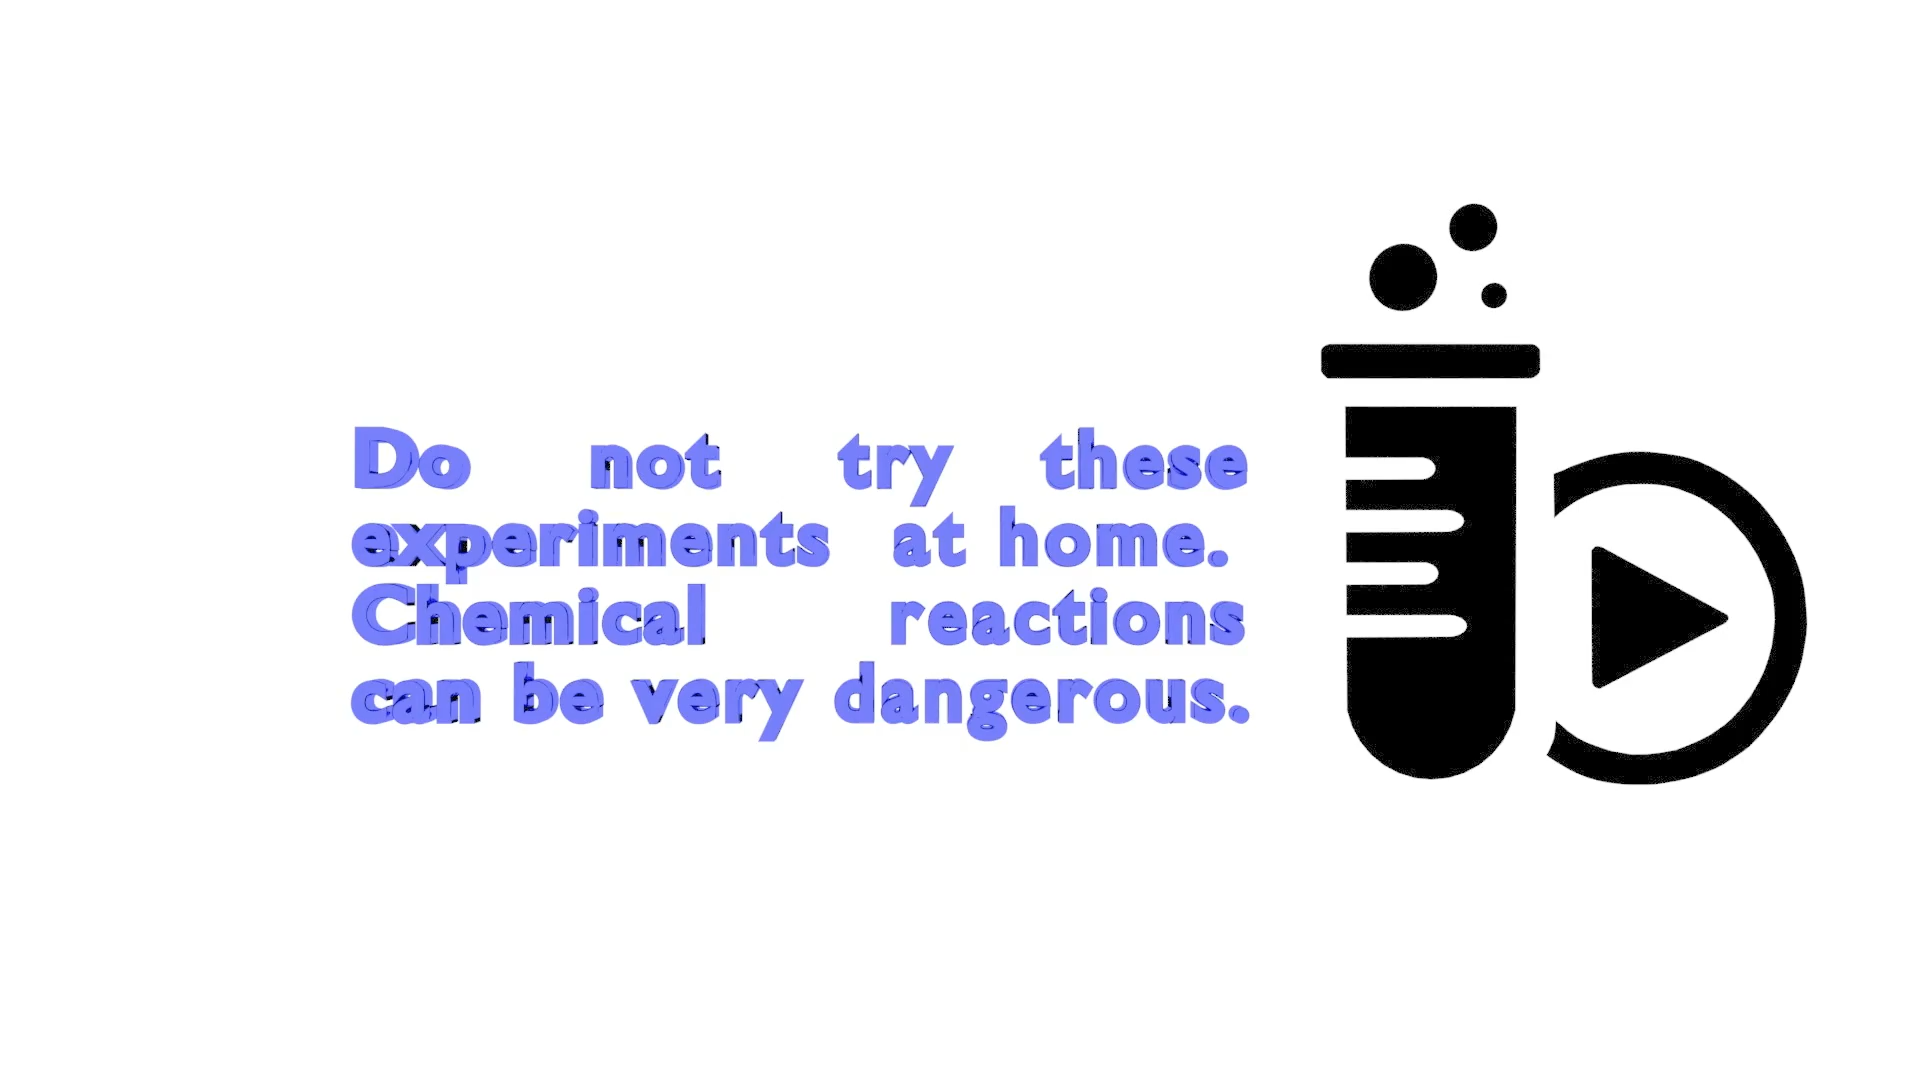 Do not try these
experiments at home.
Chemical reactions
can be very dangerous.